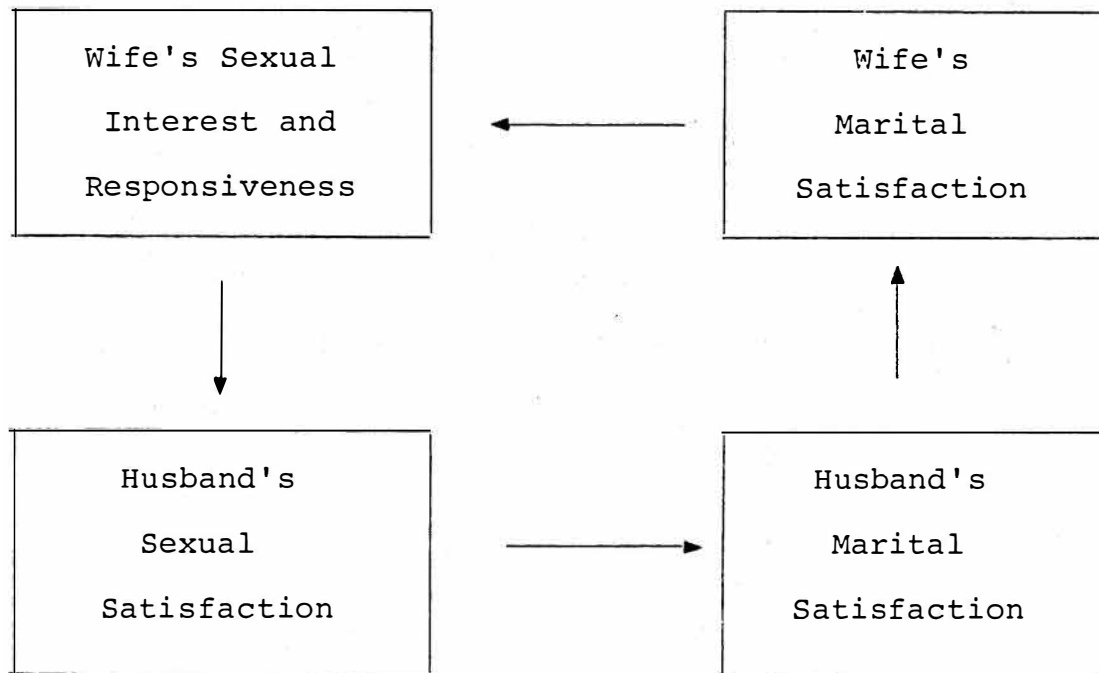 Wife's Sexual
Interest and
Responsiveness
Wife's
Marital
Satisfaction
Husband's
Sexual
Satisfaction
Husband's
Marital
Satisfaction